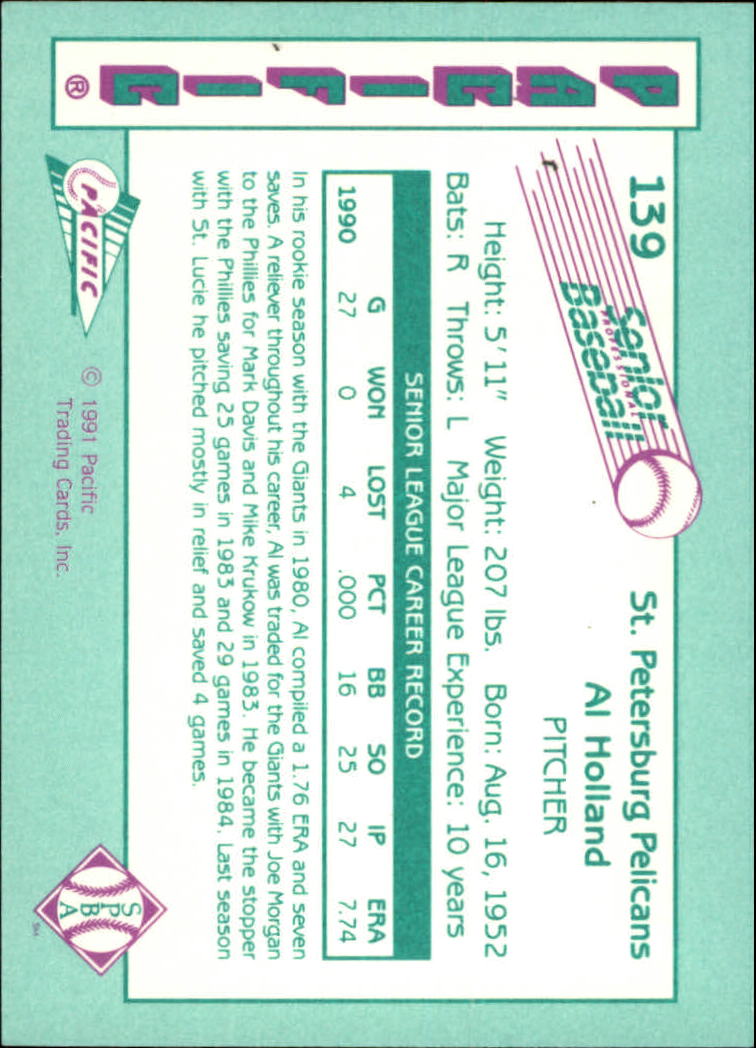 PACIFIC®
139
Senior
PROFESSIONAL
Baseball
St. Petersburg Pelicans
Al Holland
PITCHER
Height: 5'11" Weight: 207 lbs. Born: Aug. 16, 1952
Bats: R Throws: L Major League Experience: 10 years
SENIOR LEAGUE CAREER RECORD
G WON LOST PCT BB SO IP ERA
1990 27 0 4 .000 16 25 27 7.74
In his rookie season with the Giants in 1980, Al compiled a 1.76 ERA and seven
saves. A reliever throughout his career, Al was traded for the Giants with Joe Morgan
to the Phillies for Mark Davis and Mike Krukow in 1983. He became the stopper
with the Phillies saving 25 games in 1983 and 29 games in 1984. Last season
with St. Lucie he pitched mostly in relief and saved 4 games.
PACIFIC
© 1991 Pacific
Trading Cards, Inc.
S P
B A
SM